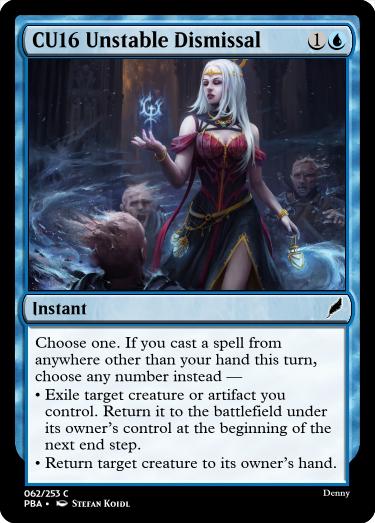 CU16 Unstable Dismissal 1
Instant
Choose one. If you cast a spell from
anywhere other than your hand this turn,
choose any number instead —
• Exile target creature or artifact you
control. Return it to the battlefield under
its owner's control at the beginning of the
next end step.
• Return target creature to its owner's hand.
062/253 C
PBA • Stefan Koidl
Denny